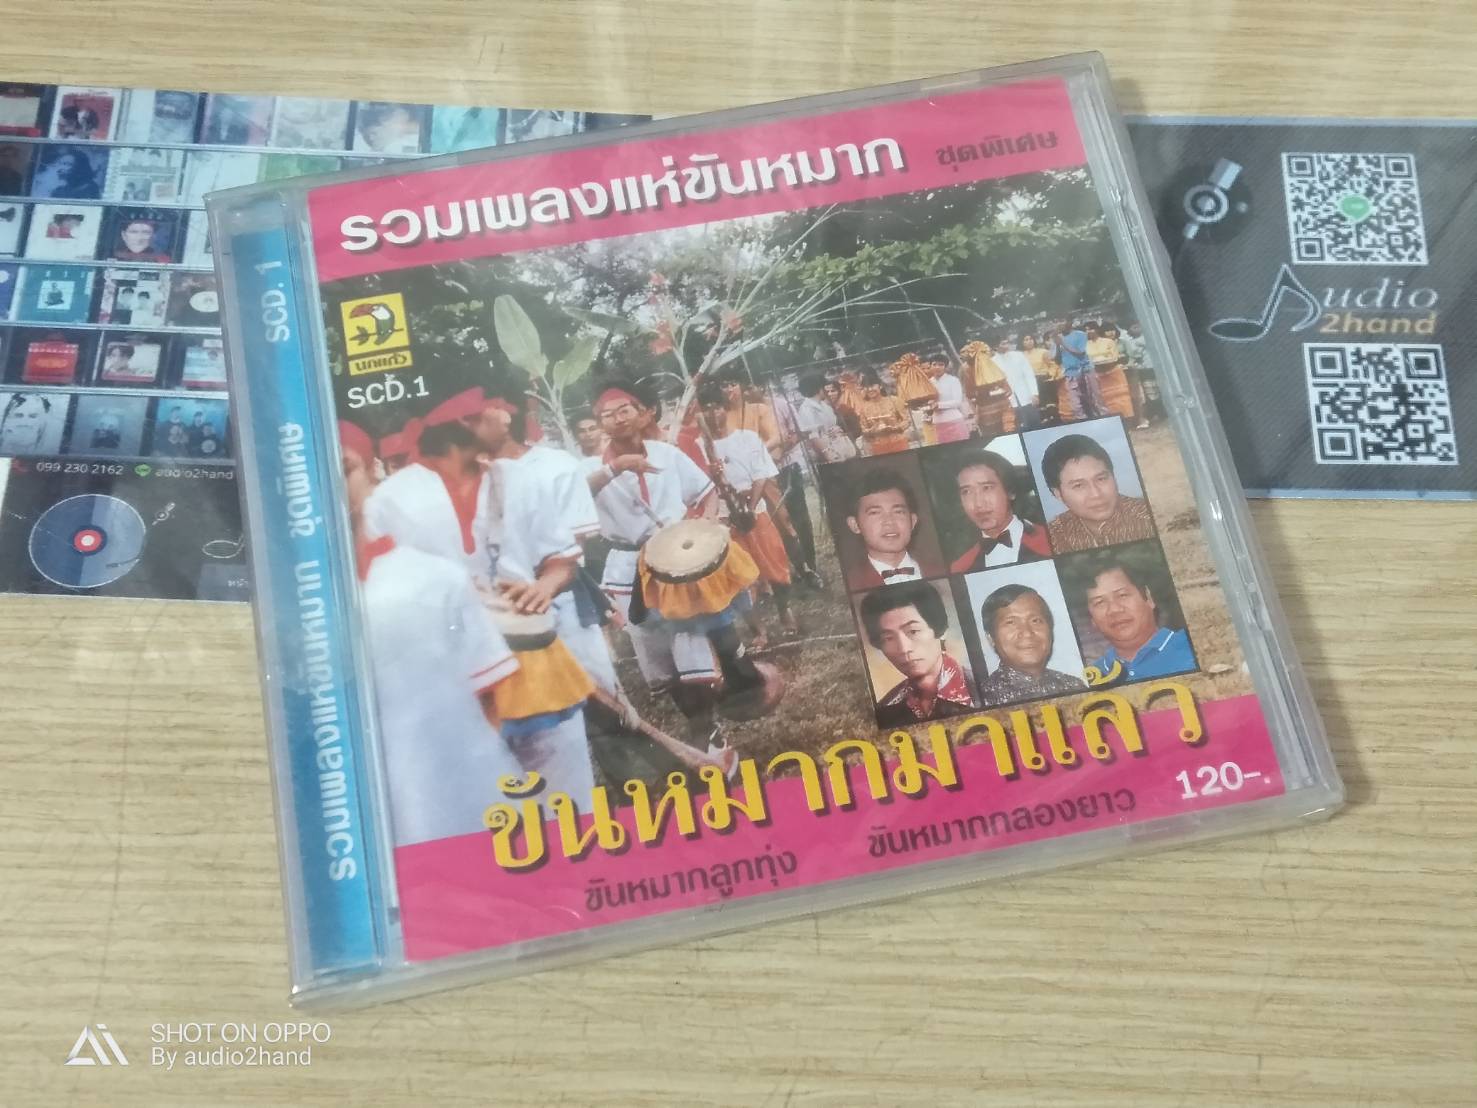 รวมเพลงแห่ขันหมาก ชุดพิเศษ
นกแก้ว
SCD.1
ขันหมากมาแล้ว
ขันหมากลูกทุ่ง ขันหมากกลองยาว
120-.
รวมเพลงแห่ขันหมาก ชุดพิเศษ SCD. 1
099 230 2162 audio2hand
Audio
2hand
SHOT ON OPPO
By audio2hand